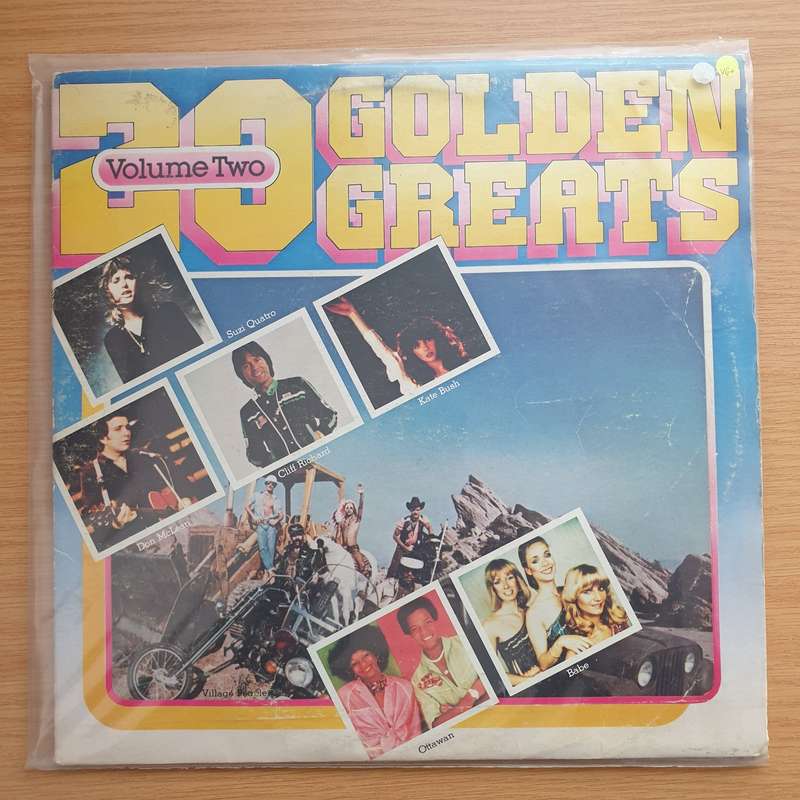 20 GOLDEN
GREATS
Volume Two
Suzi Quatro
Kate Bush
Cliff Richard
Don McLean
Babe
Village People
Ottawan